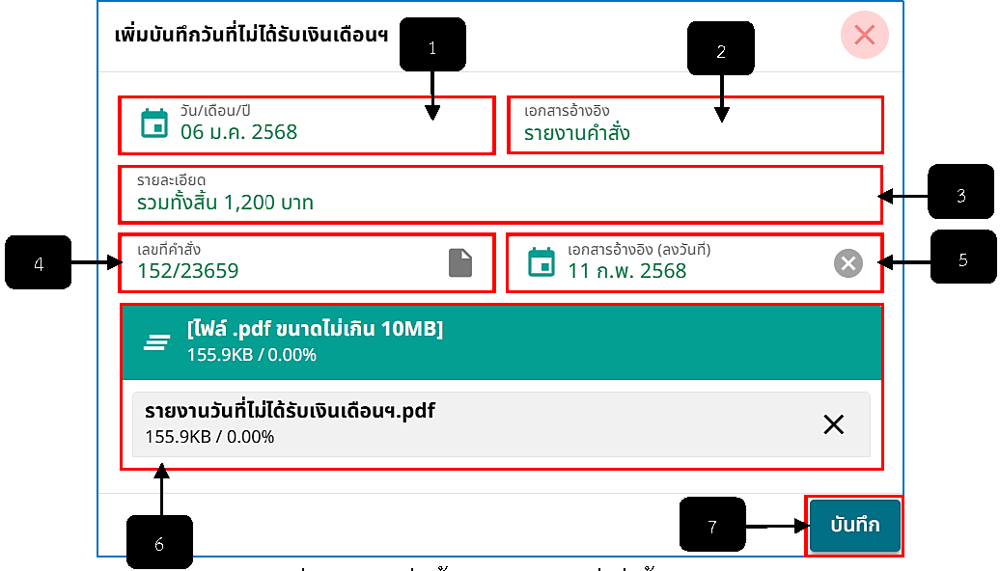 เพิ่มบันทึกวันที่ไม่ได้รับเงินเดือนฯ
1
2
วัน/เดือน/ปี
06 ม.ค. 2568
เอกสารอ้างอิง
รายงานคำสั่ง
รายละเอียด
รวมทั้งสิ้น 1,200 บาท
3
4
เลขที่คำสั่ง
152/23659
เอกสารอ้างอิง (ลงวันที่)
11 ก.พ. 2568
5
[ไฟล์ .pdf ขนาดไม่เกิน 10MB]
155.9KB / 0.00%
รายงานวันที่ไม่ได้รับเงินเดือนฯ.pdf
155.9KB / 0.00%
6
7
บันทึก